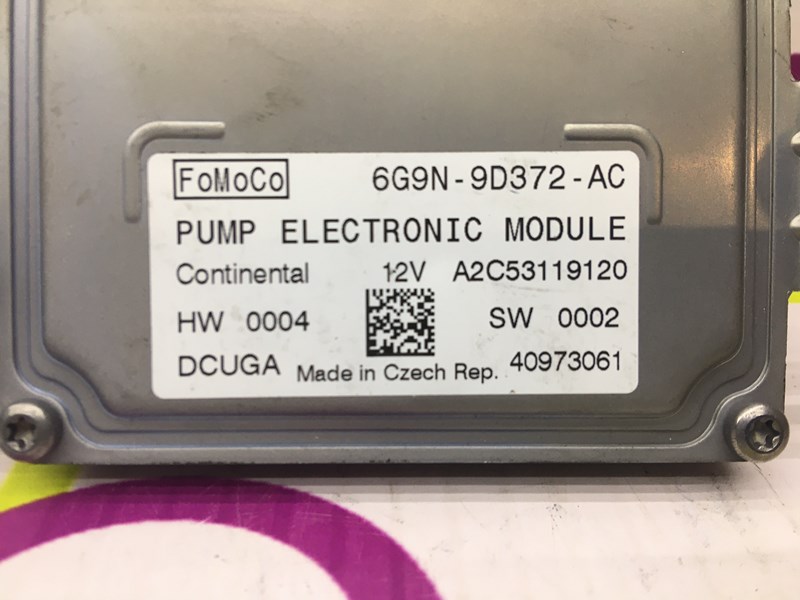 FoMoCo 6G9N-9D372-AC
PUMP ELECTRONIC MODULE
Continental 12V A2C53119120
HW 0004 SW 0002
DCUGA Made in Czech Rep. 40973061